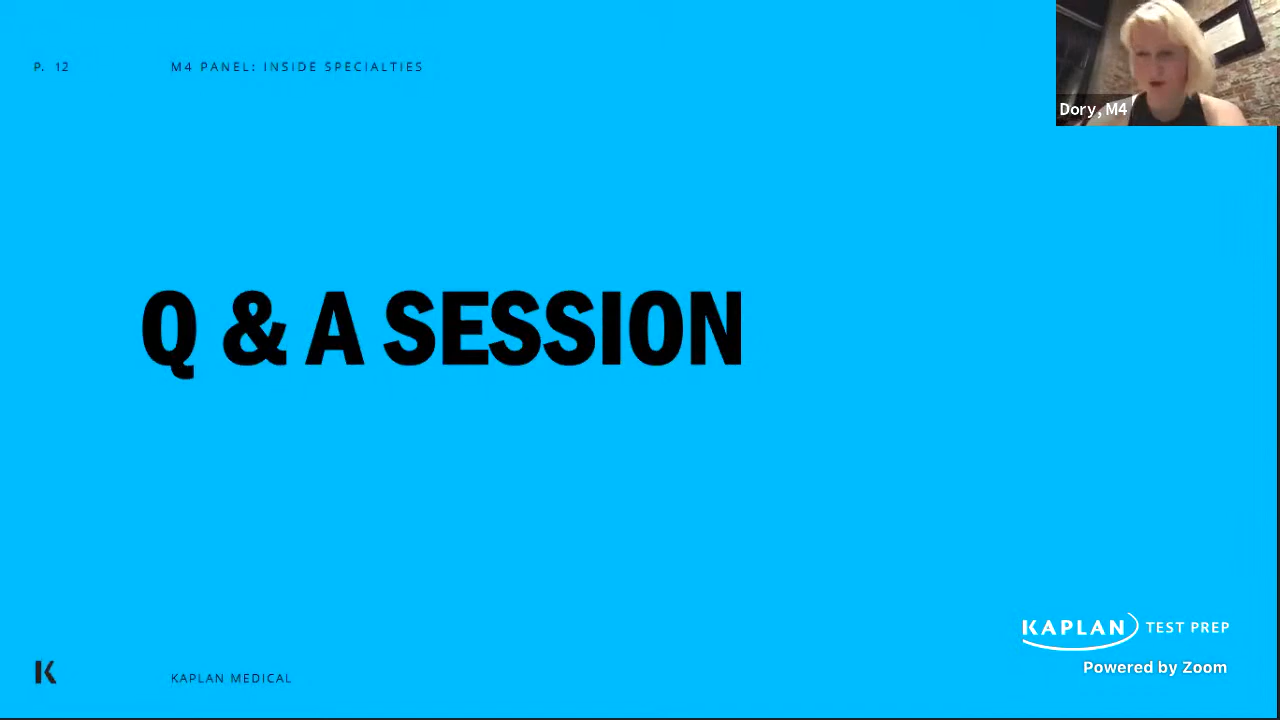 P. 12
M4 PANEL: INSIDE SPECIALTIES
Dory, M4
Q & A SESSION
KAPLAN TEST PREP
Powered by Zoom
K
KAPLAN MEDICAL